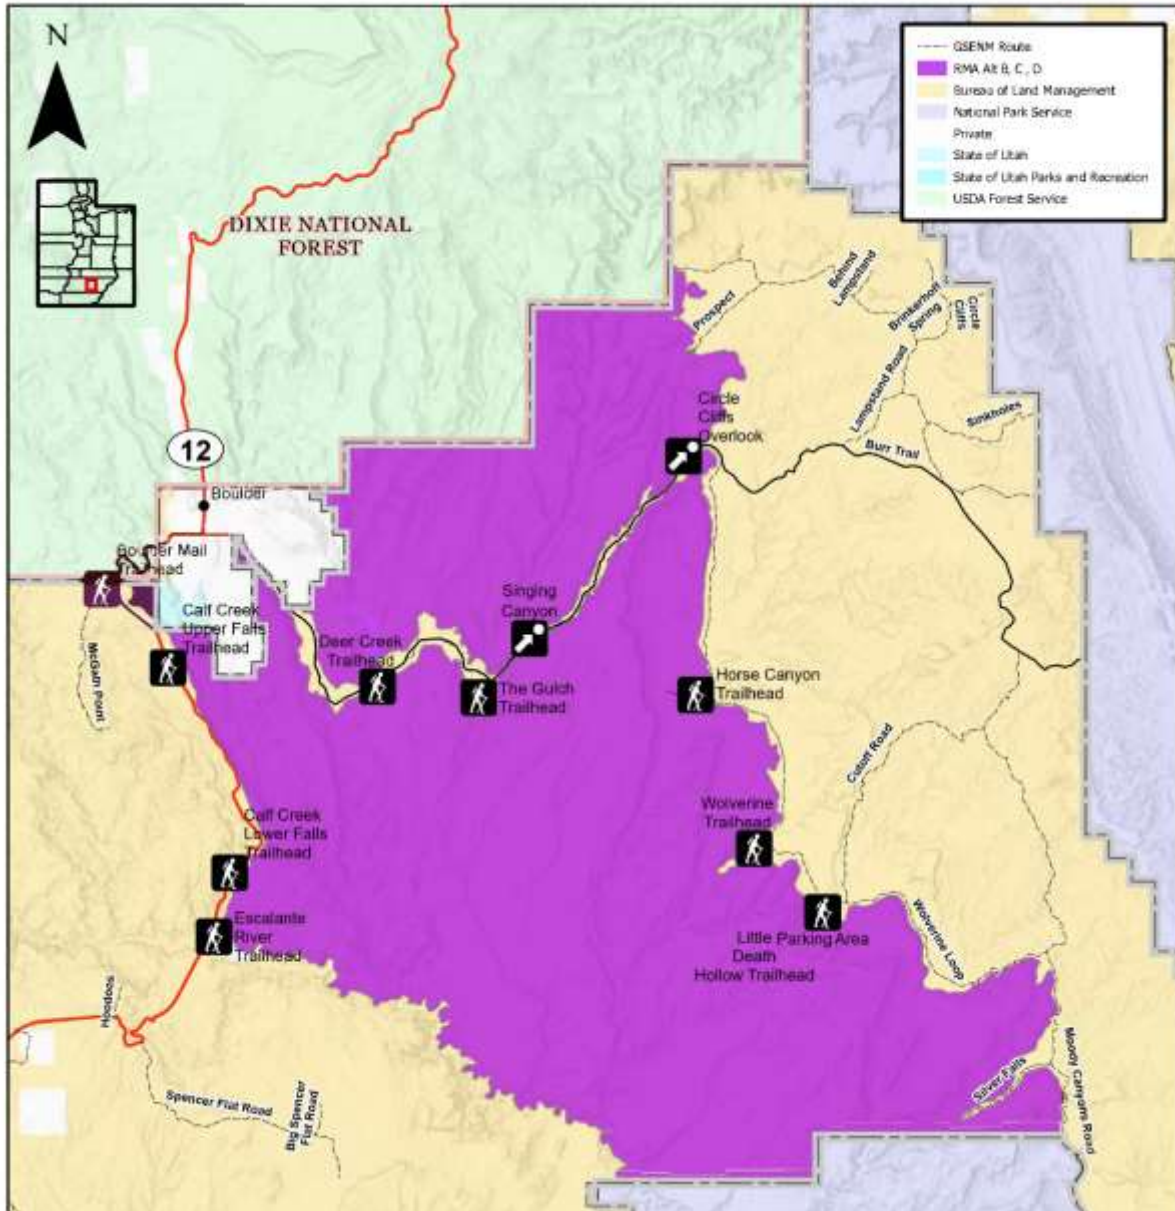 N
GSENM Route
RMA Alt B, C , D
Bureau of Land Management
National Park Service
Private
State of Utah
State of Utah Parks and Recreation
USDA Forest Service
DIXIE NATIONAL
FOREST
Behind
Lampstand
Prospect
Brinkerhoff
Spring
Circle
Cliffs
Lampstand Road
Sinkholes
Circle
Cliffs
Overlook
Burr Trail
12
Boulder
Boulder Mail
Trailhead
Calf Creek
Upper Falls
Trailhead
McGath Point
Singing
Canyon
Deer Creek
Trailhead
The Gulch
Trailhead
Horse Canyon
Trailhead
Cutoff Road
Wolverine
Trailhead
Calf Creek
Lower Falls
Trailhead
Escalante
River
Trailhead
Little Parking Area
Death
Hollow Trailhead
Wolverine Loop
Hoodoos
Spencer Flat Road
Big Spencer
Flat Road
Silver Falls
Moody Canyons Road